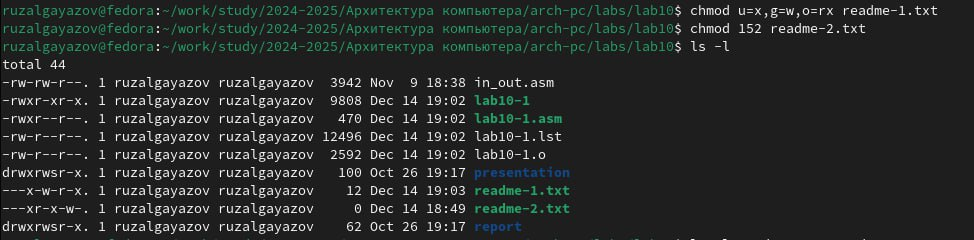 ruzalgayazov@fedora:~/work/study/2024-2025/Архитектура компьютера/arch-pc/labs/lab10$ chmod u=x,g=w,o=rx readme-1.txt
ruzalgayazov@fedora:~/work/study/2024-2025/Архитектура компьютера/arch-pc/labs/lab10$ chmod 152 readme-2.txt
ruzalgayazov@fedora:~/work/study/2024-2025/Архитектура компьютера/arch-pc/labs/lab10$ ls -l
total 44
-rw-rw-r--. 1 ruzalgayazov ruzalgayazov  3942 Nov  9 18:38 in_out.asm
-rwxr-xr-x. 1 ruzalgayazov ruzalgayazov  9808 Dec 14 19:02 lab10-1
-rwxrw-r--. 1 ruzalgayazov ruzalgayazov   470 Dec 14 19:02 lab10-1.asm
-rw-r--r--. 1 ruzalgayazov ruzalgayazov 12496 Dec 14 19:02 lab10-1.lst
-rw-r--r--. 1 ruzalgayazov ruzalgayazov  2592 Dec 14 19:02 lab10-1.o
drwxrwsr-x. 1 ruzalgayazov ruzalgayazov   100 Oct 26 19:17 presentation
---x-w-r-x. 1 ruzalgayazov ruzalgayazov    12 Dec 14 19:03 readme-1.txt
---xr-x-w-. 1 ruzalgayazov ruzalgayazov     0 Dec 14 18:49 readme-2.txt
drwxrwsr-x. 1 ruzalgayazov ruzalgayazov    62 Oct 26 19:17 report